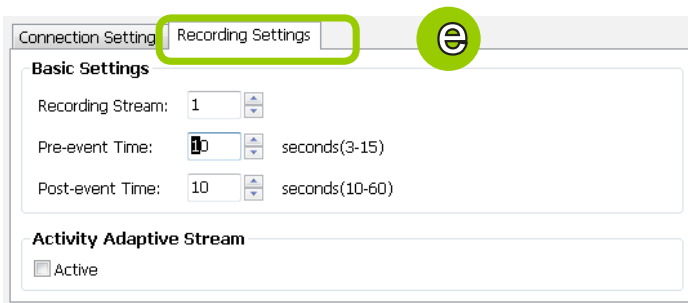 Connection Setting Recording Settings e
Basic Settings
Recording Stream: 1
Pre-event Time: 10 seconds(3-15)
Post-event Time: 10 seconds(10-60)
Activity Adaptive Stream
Active